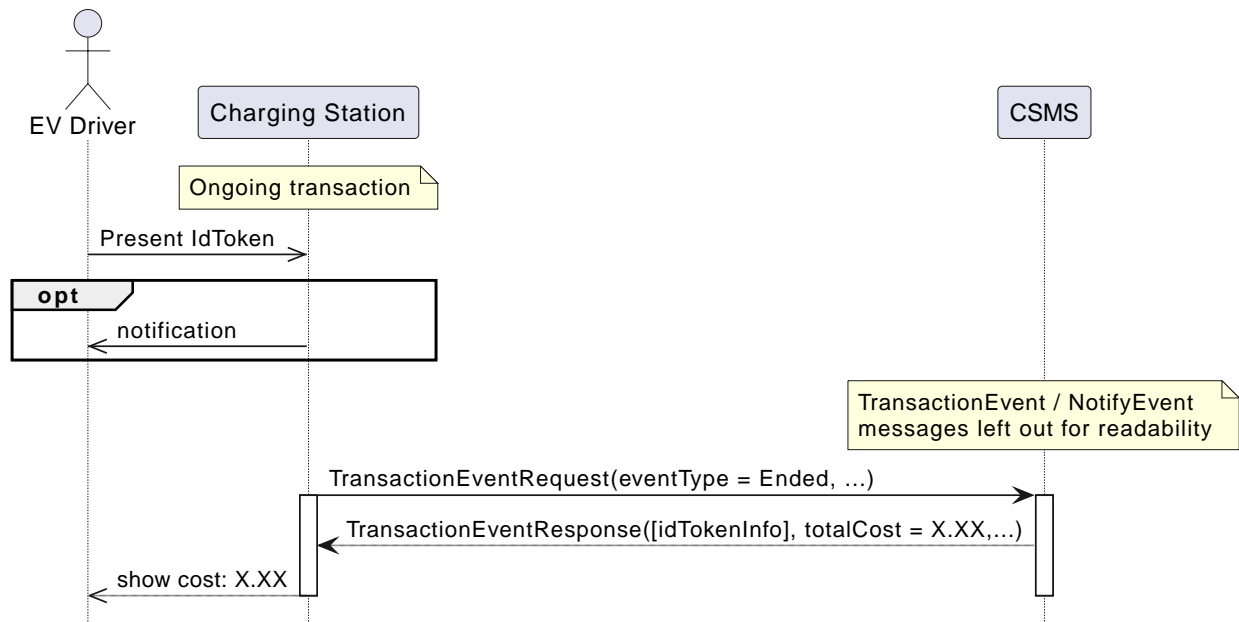 EV Driver
Charging Station
CSMS
Ongoing transaction
Present IdToken
opt
notification
TransactionEvent / NotifyEvent
messages left out for readability
TransactionEventRequest(eventType = Ended, ...)
TransactionEventResponse([idTokenInfo], totalCost = X.XX,...)
show cost: X.XX